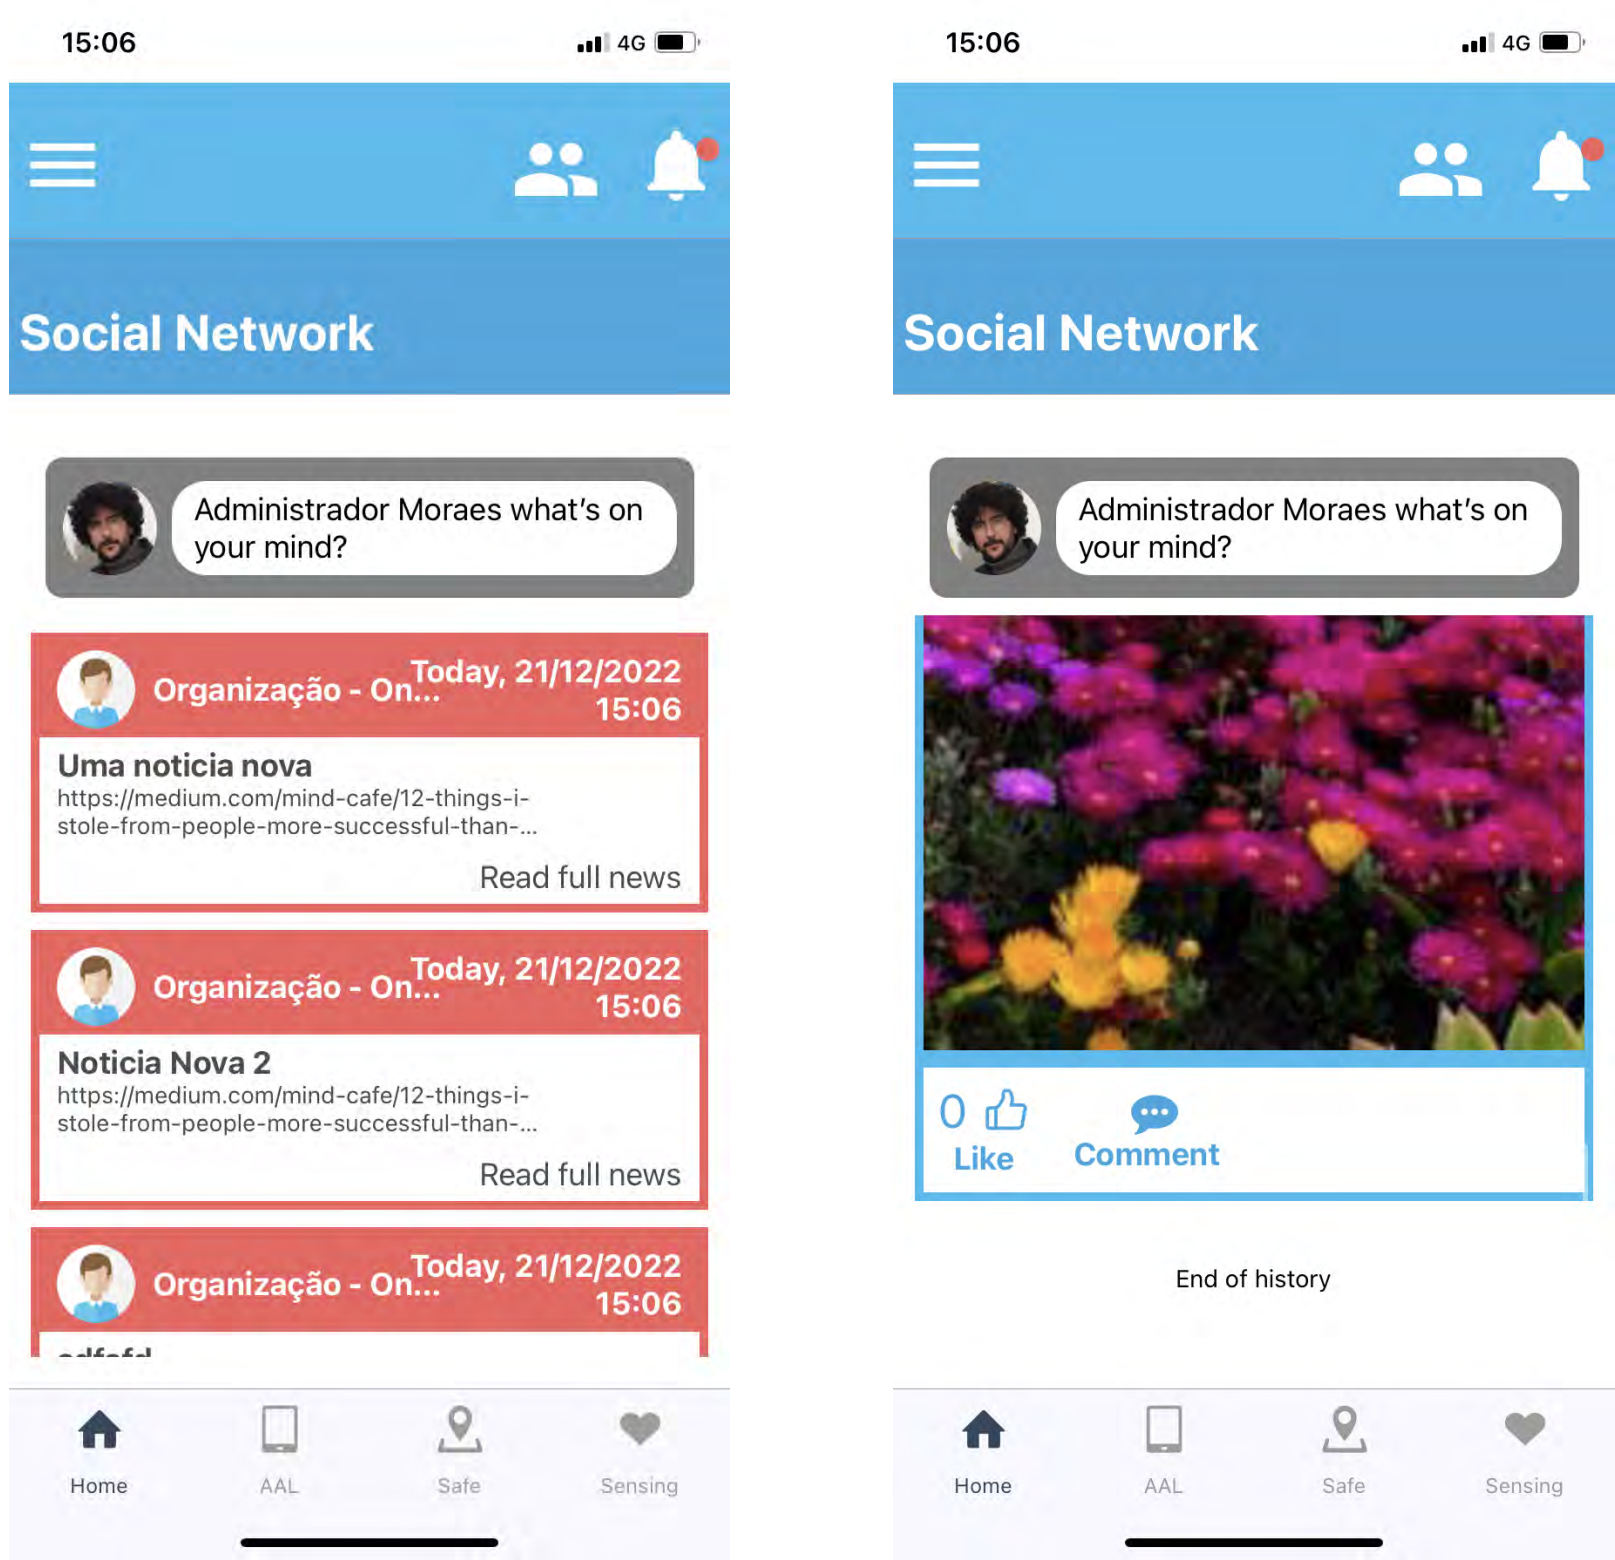 15:06
4G
Social Network
Administrador Moraes what's on
your mind?
Organização - On...
Today, 21/12/2022
15:06
Uma noticia nova
https://medium.com/mind-cafe/12-things-i-
stole-from-people-more-successful-than-...
Read full news
Organização - On...
Today, 21/12/2022
15:06
Noticia Nova 2
https://medium.com/mind-cafe/12-things-i-
stole-from-people-more-successful-than-...
Read full news
Organização - On...
Today, 21/12/2022
15:06
Home
AAL
Safe
Sensing
15:06
4G
Social Network
Administrador Moraes what's on
your mind?
0
Like
Comment
End of history
Home
AAL
Safe
Sensing